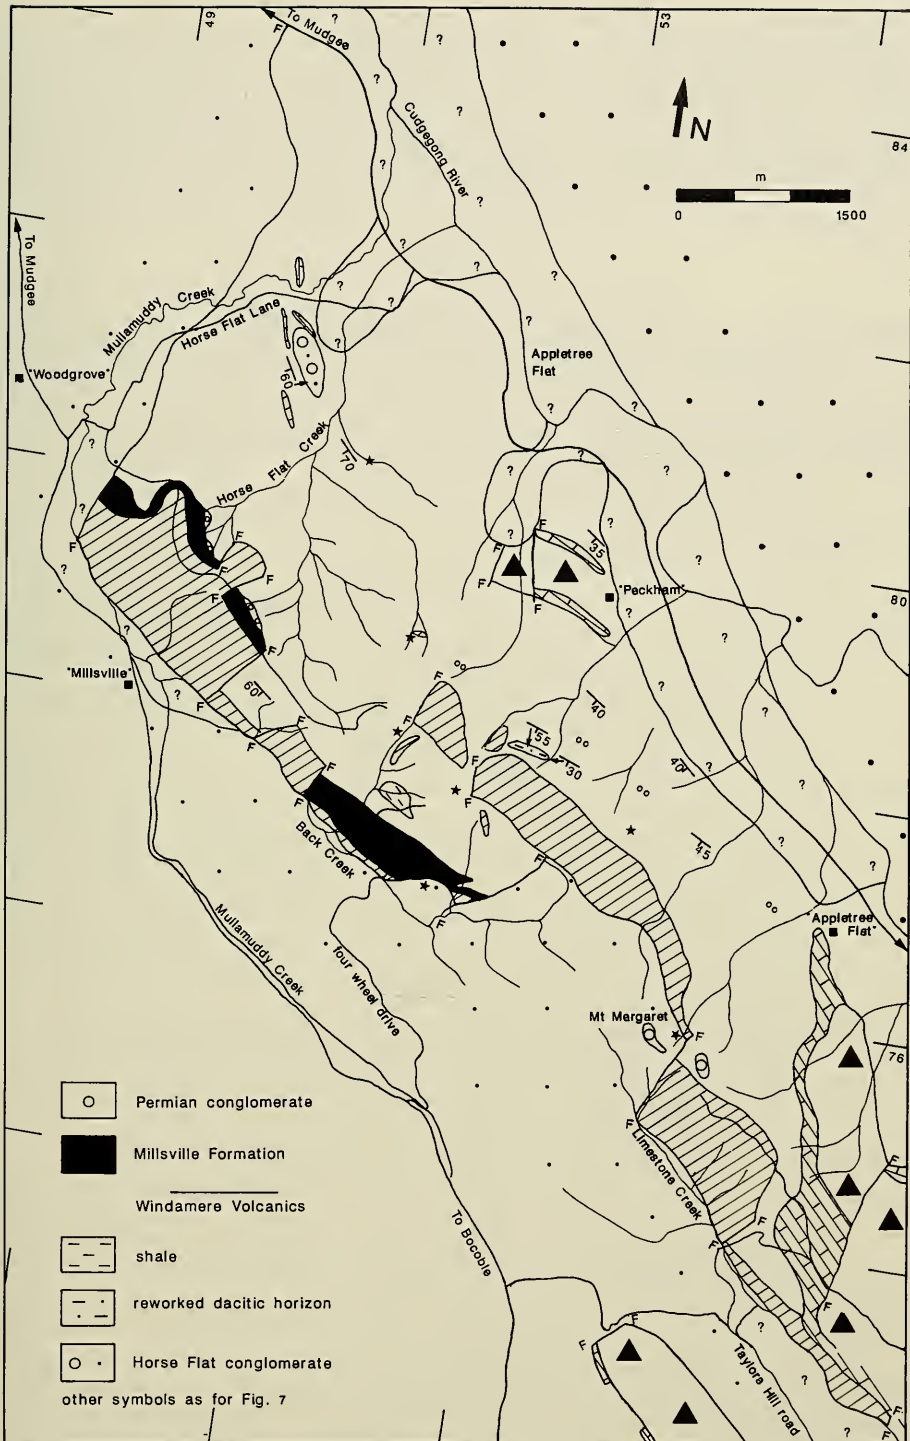 49
53
To Mudgee
Cudgegong River
N
84
m
0 1500
To Mudgee
Mullamuddy Creek
Horse Flat Lane
"Woodgrove"
60
Appletree
Flat
Horse Flat Creek
70
35
"Peckham"
80
"Millsville"
60
40
55
30
40
45
Back Creek
Mullamuddy Creek
four wheel drive
"Appletree
Flat"
Mt Margaret
76
Limestone Creek
To Bocoble
Taylors Hill road
Permian conglomerate
Millsville Formation
Windamere Volcanics
shale
reworked dacitic horizon
Horse Flat conglomerate
other symbols as for Fig. 7
F
?